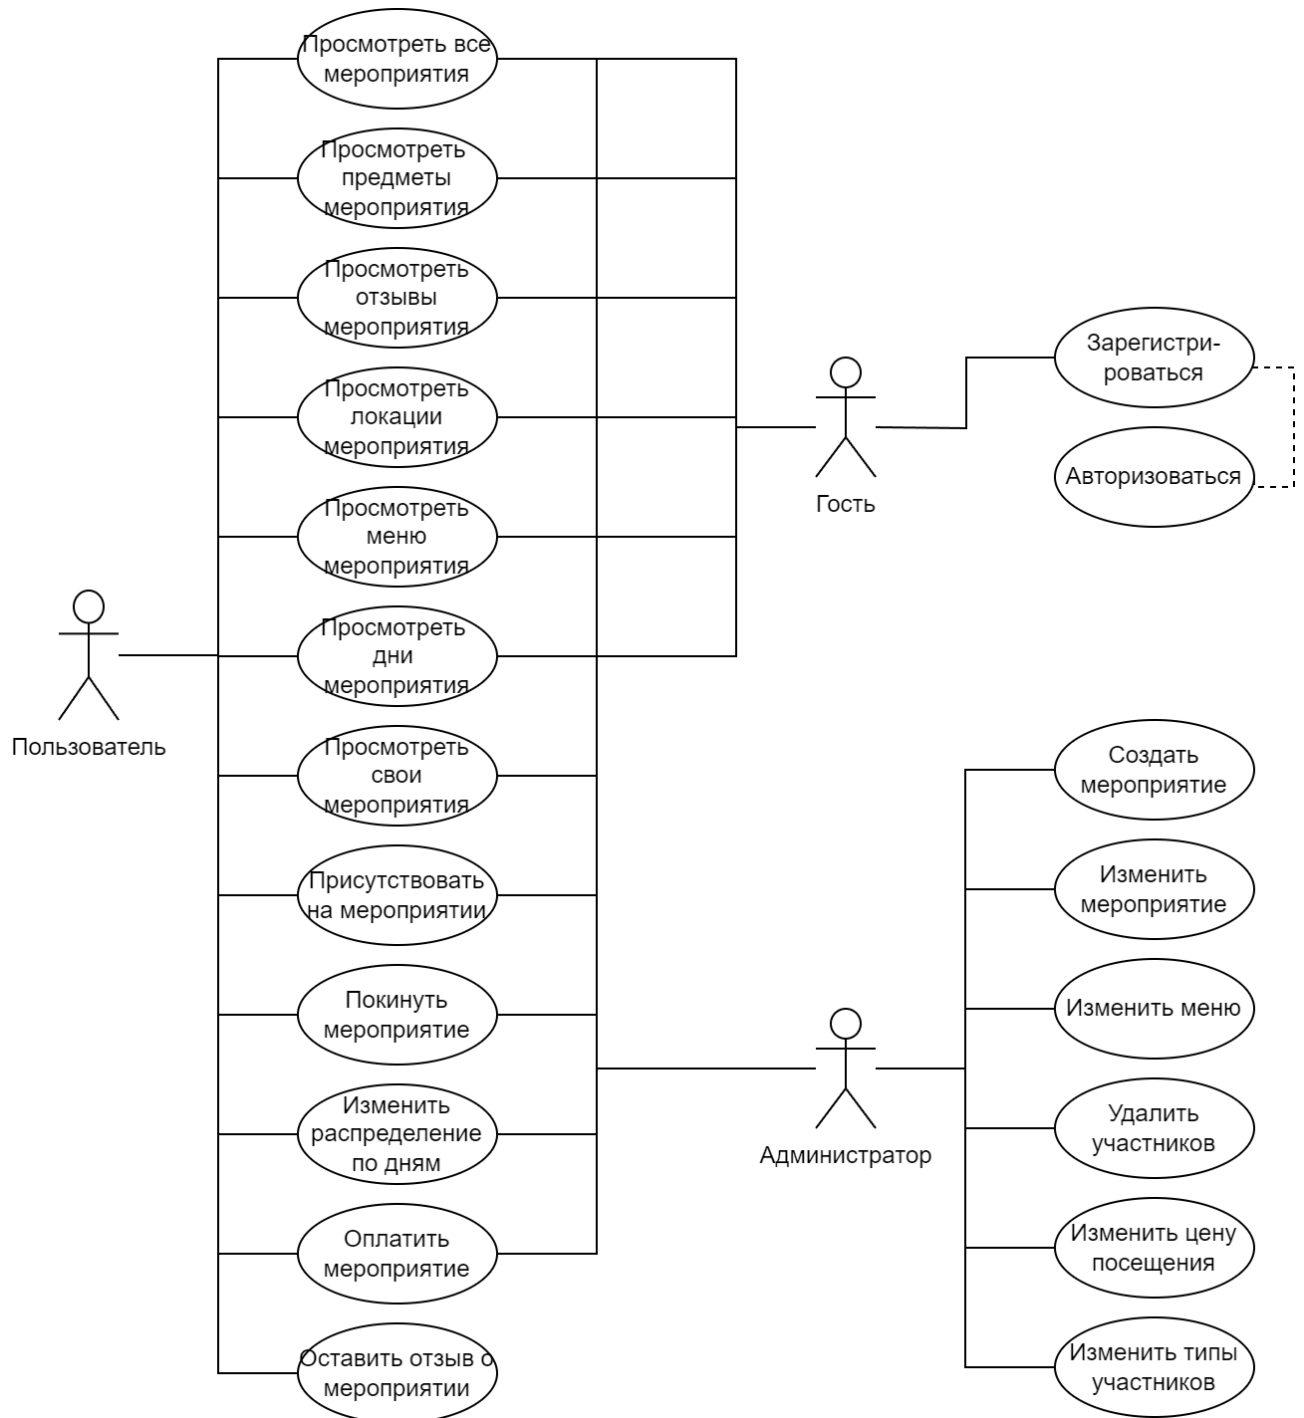 Просмотреть все
мероприятия
Просмотреть
предметы
мероприятия
Просмотреть
отзывы
мероприятия
Просмотреть
локации
мероприятия
Просмотреть
меню
мероприятия
Просмотреть
дни
мероприятия
Просмотреть
свои
мероприятия
Присутствовать
на мероприятии
Покинуть
мероприятие
Изменить
распределение
по дням
Оплатить
мероприятие
Оставить отзыв о
мероприятии
Пользователь
Гость
Зарегистри-
роваться
Авторизоваться
Администратор
Создать
мероприятие
Изменить
мероприятие
Изменить меню
Удалить
участников
Изменить цену
посещения
Изменить типы
участников